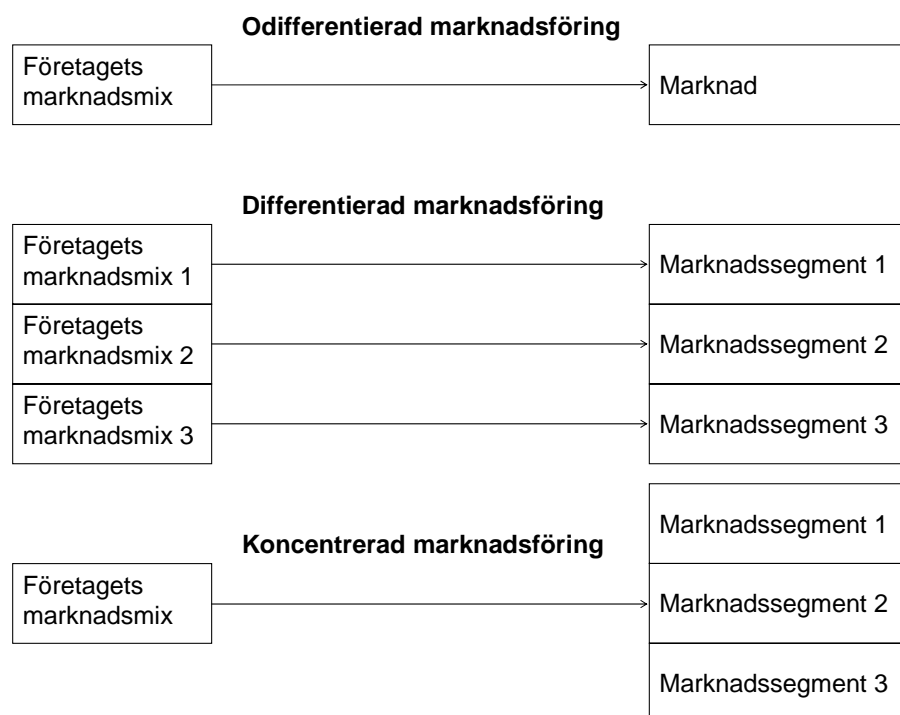 Odifferentierad marknadsföring
Företagets
marknadsmix
Marknad
Differentierad marknadsföring
Företagets
marknadsmix 1
Marknadssegment 1
Företagets
marknadsmix 2
Marknadssegment 2
Företagets
marknadsmix 3
Marknadssegment 3
Koncentrerad marknadsföring
Företagets
marknadsmix
Marknadssegment 1
Marknadssegment 2
Marknadssegment 3